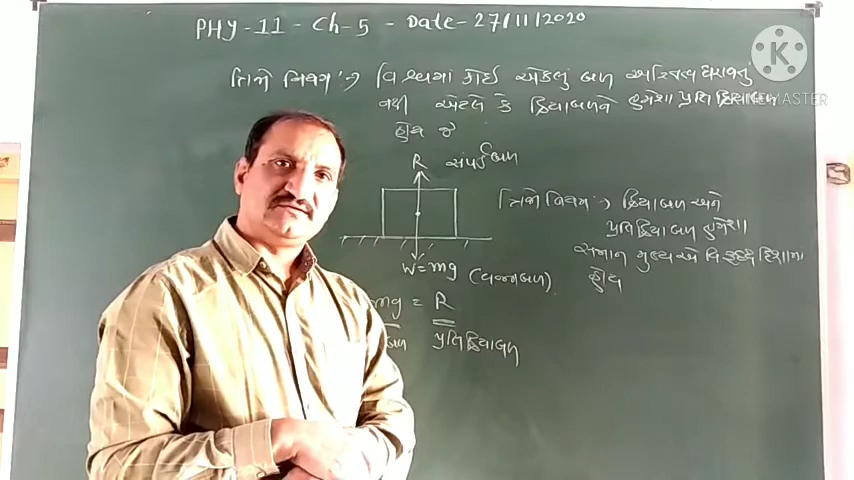 PHY-11 - Ch-5 - Date- 27/11/2020
KINEMASTER
ત્રિજો નિયમ :→ વિશ્વમાં કોઈ એકલું બળ અસ્તિત્વ ધરાવતું
નથી એટલે કે ક્રિયાબળને હંમેશા પ્રતિક્રિયાબળ
હોય જ
R સંપર્કબળ
ત્રિજો નિયમ :→ ક્રિયાબળ અને
પ્રતિક્રિયાબળ હંમેશા
સમાન મુલ્ય એ વિરૂદ્ધ દિશામાં
હોય
W=mg (વજનબળ)
mg = R
બળ પ્રતિક્રિયાબળ